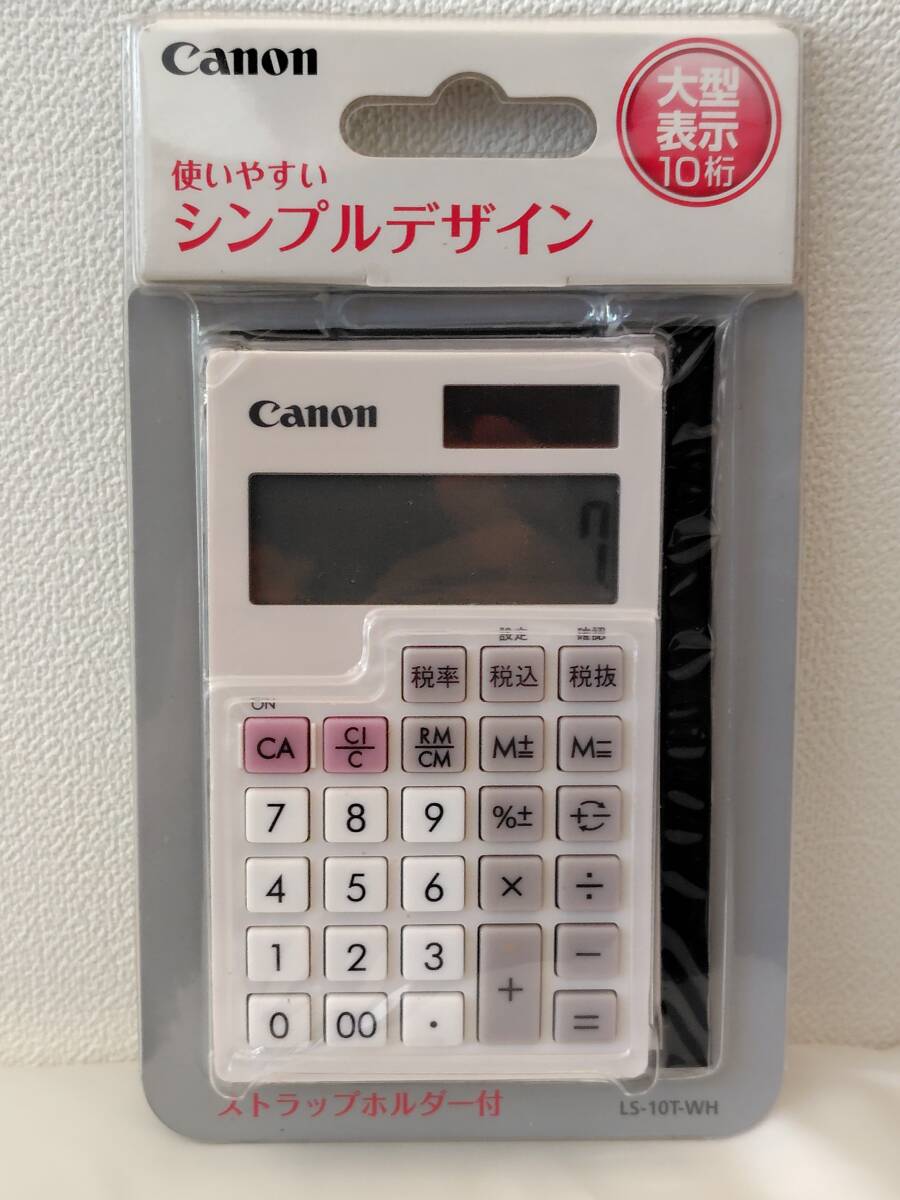 Canon
大型
表示
10桁
使いやすい
シンプルデザイン
Canon
7
設定 確認
税率 税込 税抜
ON
CA CI/C RM/CM M± M=
7 8 9 %±
4 5 6 × ÷
1 2 3 + −
0 00 . =
ストラップホルダー付
LS-10T-WH